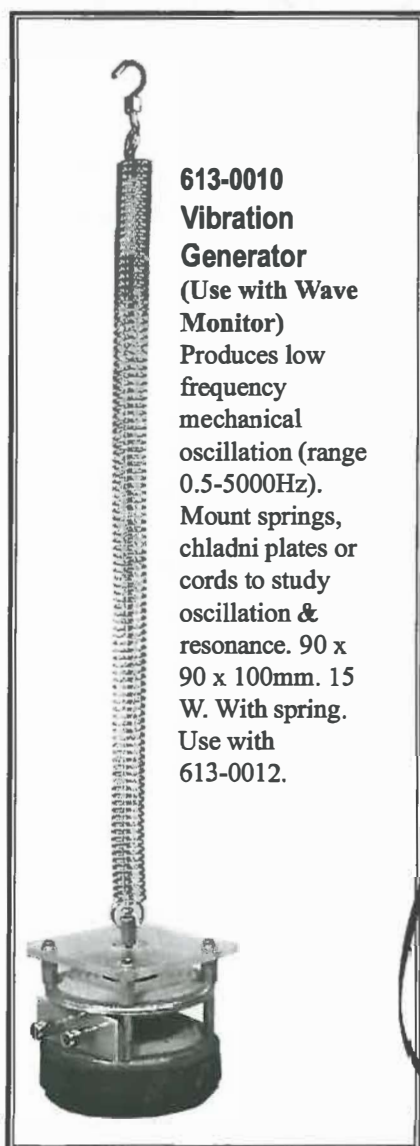 613-0010
Vibration
Generator
(Use with Wave
Monitor)
Produces low
frequency
mechanical
oscillation (range
0.5-5000Hz).
Mount springs,
chladni plates or
cords to study
oscillation &
resonance. 90 x
90 x 100mm. 15
W. With spring.
Use with
613-0012.